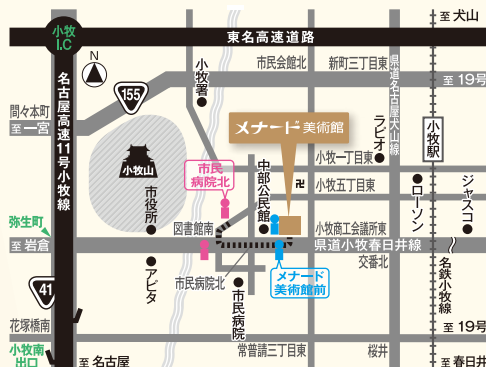 至 犬山
小牧
I.C
東名高速道路
N
小牧署
市民会館北
新町三丁目東
県道名古屋犬山線
至 19号
155
名古屋高速11号小牧線
間々本町
至 一宮
メナード美術館
ラピオ
小牧駅
小牧山
市民
病院北
中部公民館
小牧一丁目東
卍
小牧五丁目東
市役所
ローソン
ジャスコ
弥生町
図書館南
小牧商工会議所東
至 岩倉
県道小牧春日井線
交番北
アピタ
メナード
美術館前
名鉄小牧線
41
市民病院北
市民病院
花塚橋南
至 19号
小牧南
出口
至 名古屋
常普請三丁目東
桜井
至 春日井